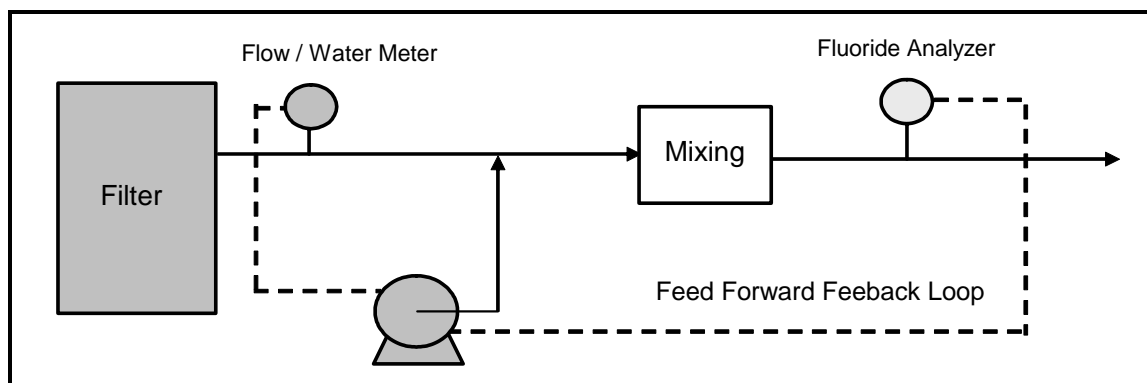 Flow / Water Meter
Fluoride Analyzer
Filter
Mixing
Feed Forward Feeback Loop